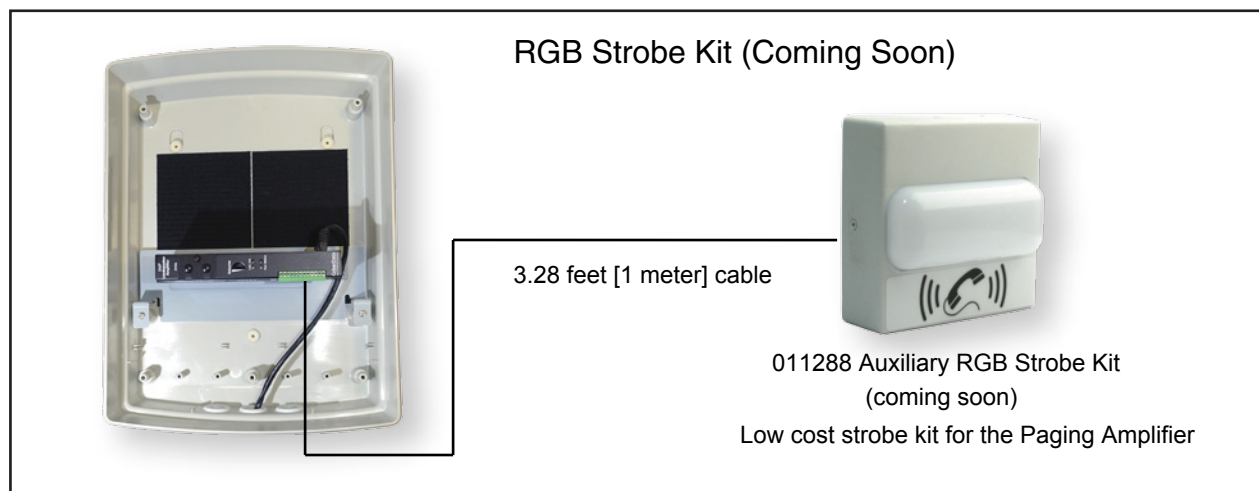 RGB Strobe Kit (Coming Soon)
3.28 feet [1 meter] cable
011288 Auxiliary RGB Strobe Kit
(coming soon)
Low cost strobe kit for the Paging Amplifier